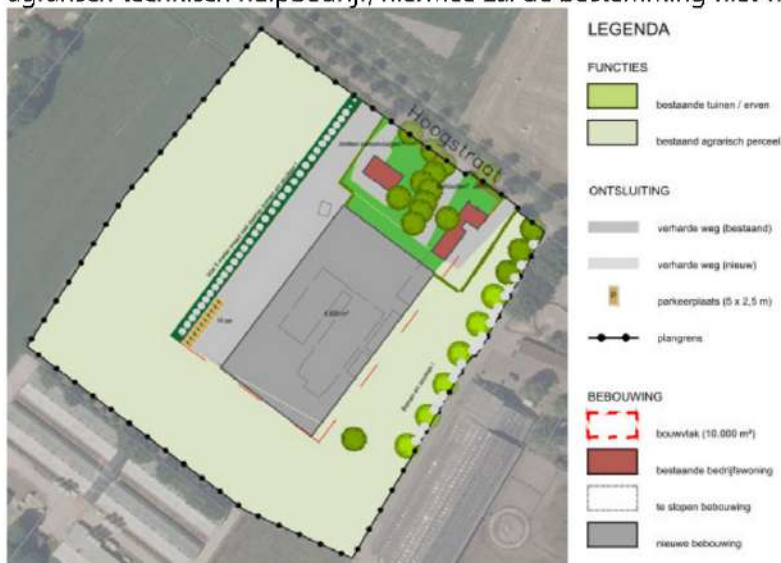 LEGENDA
FUNCTIES
bestaande tuinen / erven
bestaand agrarisch perceel
ONTSLUITING
verharde weg (bestaand)
verharde weg (nieuw)
P
parkeerplaats (5 x 2,5 m)
plangrens
BEBOUWING
bouwvlak (10.000 m²)
bestaande bedrijfswoning
te slopen bebouwing
nieuwe bebouwing
Hoogstraat